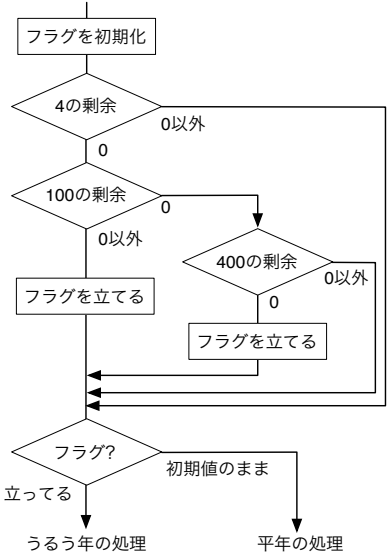 フラグを初期化
4の剰余
0以外
0
100の剰余
0
0以外
400の剰余
0以外
0
フラグを立てる
フラグを立てる
フラグ?
初期値のまま
立ってる
うるう年の処理
平年の処理